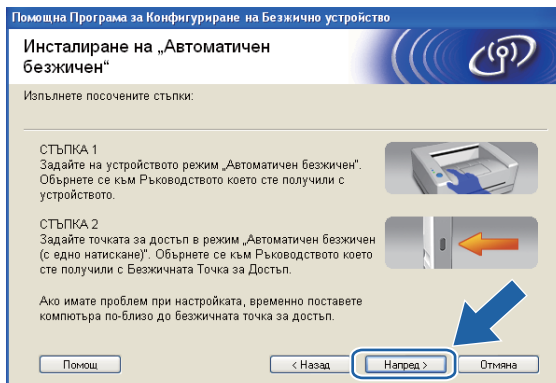 Помощна Програма за Конфигуриране на Безжично устройство
Инсталиране на „Автоматичен
безжичен“
Изпълнете посочените стъпки:
СТЪПКА 1
Задайте на устройството режим „Автоматичен безжичен“.
Обърнете се към Ръководството което сте получили с
устройството.
СТЪПКА 2
Задайте точката за достъп в режим „Автоматичен безжичен
(с едно натискане)“. Обърнете се към Ръководството което
сте получили с Безжичната Точка за Достъп.
Ако имате проблем при настройката, временно поставете
компютъра по-близо до безжичната точка за достъп.
Помощ
< Назад
Напред >
Отмяна